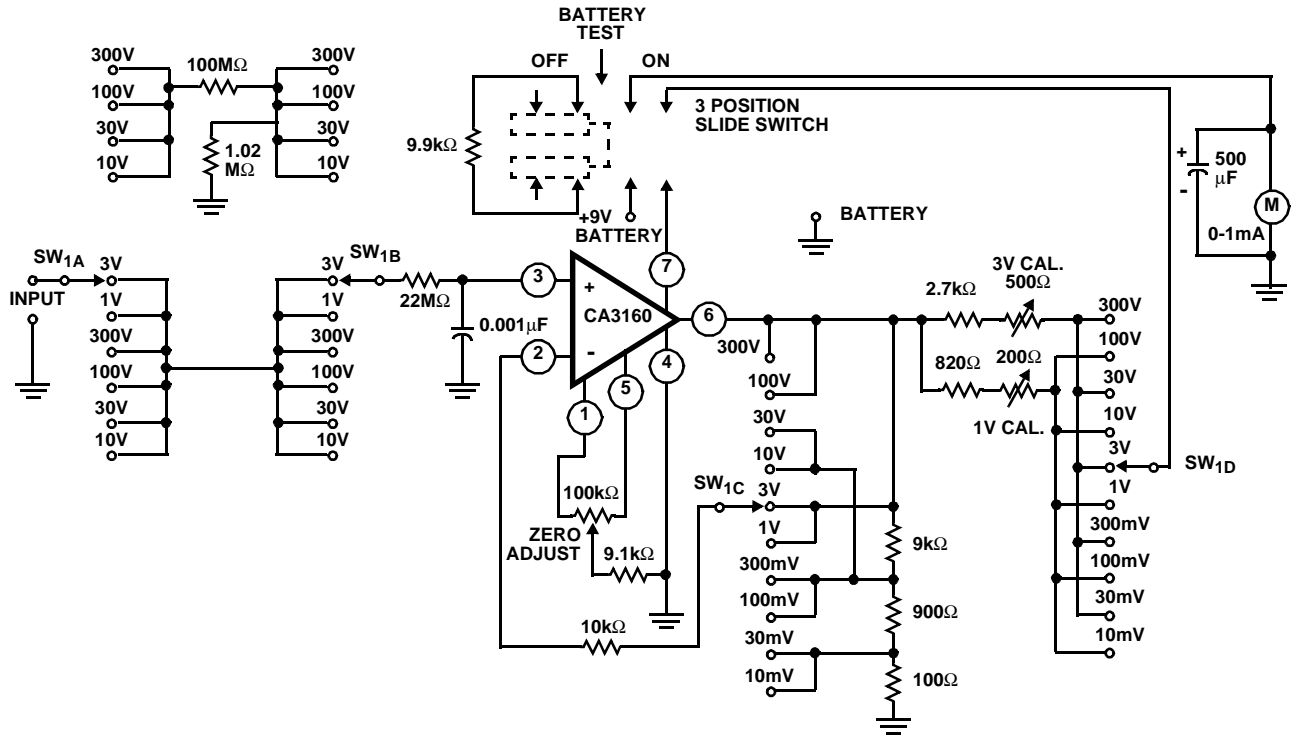 BATTERY
TEST
OFF
ON
3 POSITION
SLIDE SWITCH
9.9kΩ
+9V
BATTERY
BATTERY
300V
100V
30V
10V
100MΩ
1.02
MΩ
300V
100V
30V
10V
+
500
µF
-
M
0-1mA
SW1A
INPUT
3V
1V
300V
100V
30V
10V
SW1B
3V
1V
300V
100V
30V
10V
22MΩ
0.001µF
3
2
+
-
CA3160
7
6
4
5
1
100kΩ
ZERO
ADJUST
9.1kΩ
10kΩ
SW1C
300V
100V
30V
10V
3V
1V
300mV
100mV
30mV
10mV
9kΩ
900Ω
100Ω
2.7kΩ
3V CAL.
500Ω
820Ω
200Ω
1V CAL.
300V
100V
30V
10V
3V
1V
300mV
100mV
30mV
10mV
SW1D